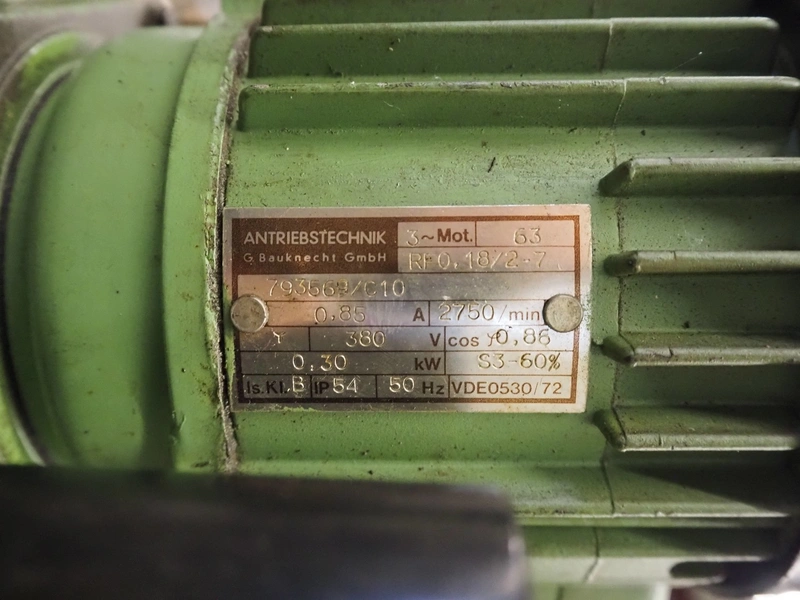 ANTRIEBSTECHNIK 3~Mot. 63
G. Bauknecht GmbH RF0,18/2-7
0,85 A 2750/min
Y 380 V cos φ 0,86
0,30 kW S3-60%
Is.Kl. B IP 54 50 Hz VDE0530/72